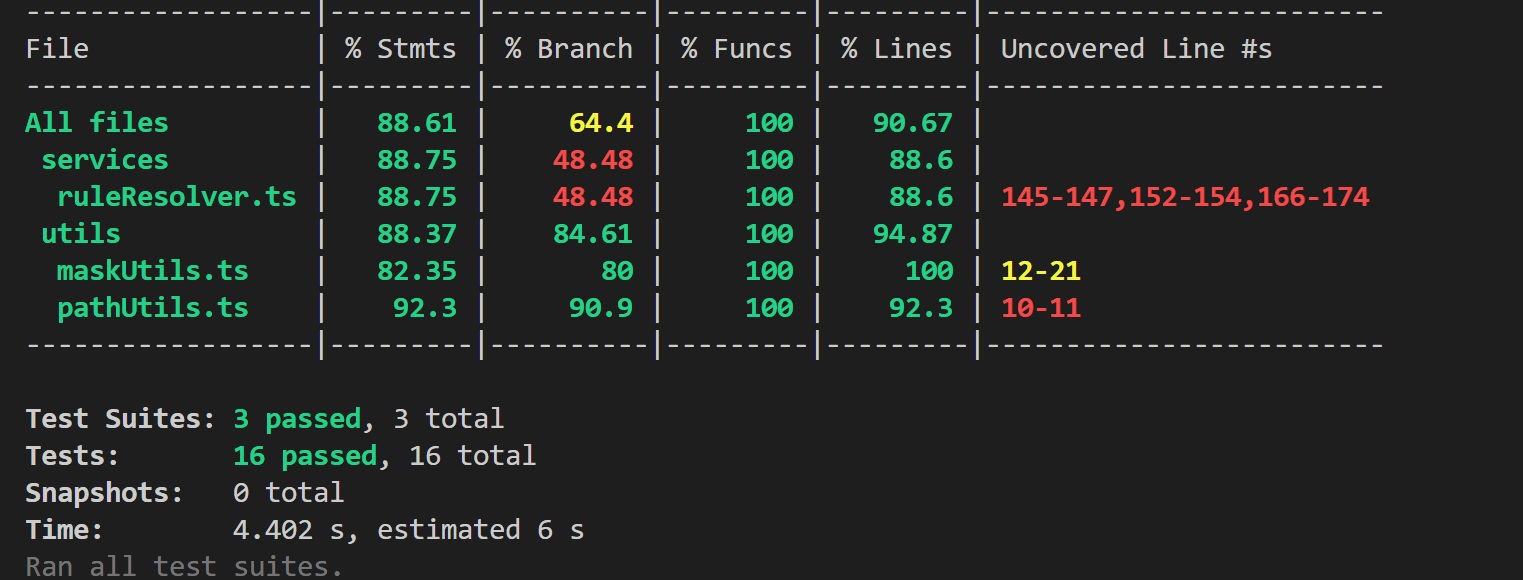 ------------------|---------|----------|---------|---------|-------------------------
File              | % Stmts | % Branch | % Funcs | % Lines | Uncovered Line #s
------------------|---------|----------|---------|---------|-------------------------
All files         |   88.61 |     64.4 |     100 |   90.67 |
 services         |   88.75 |    48.48 |     100 |    88.6 |
  ruleResolver.ts |   88.75 |    48.48 |     100 |    88.6 | 145-147,152-154,166-174
 utils            |   88.37 |    84.61 |     100 |   94.87 |
  maskUtils.ts    |   82.35 |       80 |     100 |     100 | 12-21
  pathUtils.ts    |    92.3 |     90.9 |     100 |    92.3 | 10-11
------------------|---------|----------|---------|---------|-------------------------
Test Suites: 3 passed, 3 total
Tests:       16 passed, 16 total
Snapshots:   0 total
Time:        4.402 s, estimated 6 s
Ran all test suites.